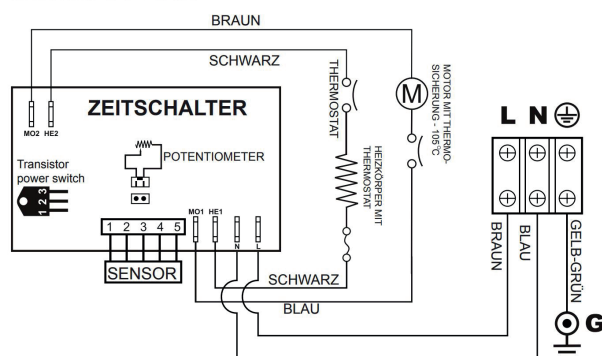 BRAUN
SCHWARZ
ZEITSCHALTER
MO2 HE2
POTENTIOMETER
Transistor
power switch
1 2 3
1 2 3 4 5
SENSOR
MO1 HE1
N L
SCHWARZ
BLAU
THERMOSTAT
HEIZKÖRPER MIT
THERMOSTAT
M
MOTOR MIT THERMO-
SICHERUNG - 105°C
L N
BRAUN
BLAU
GELB-GRÜN
G